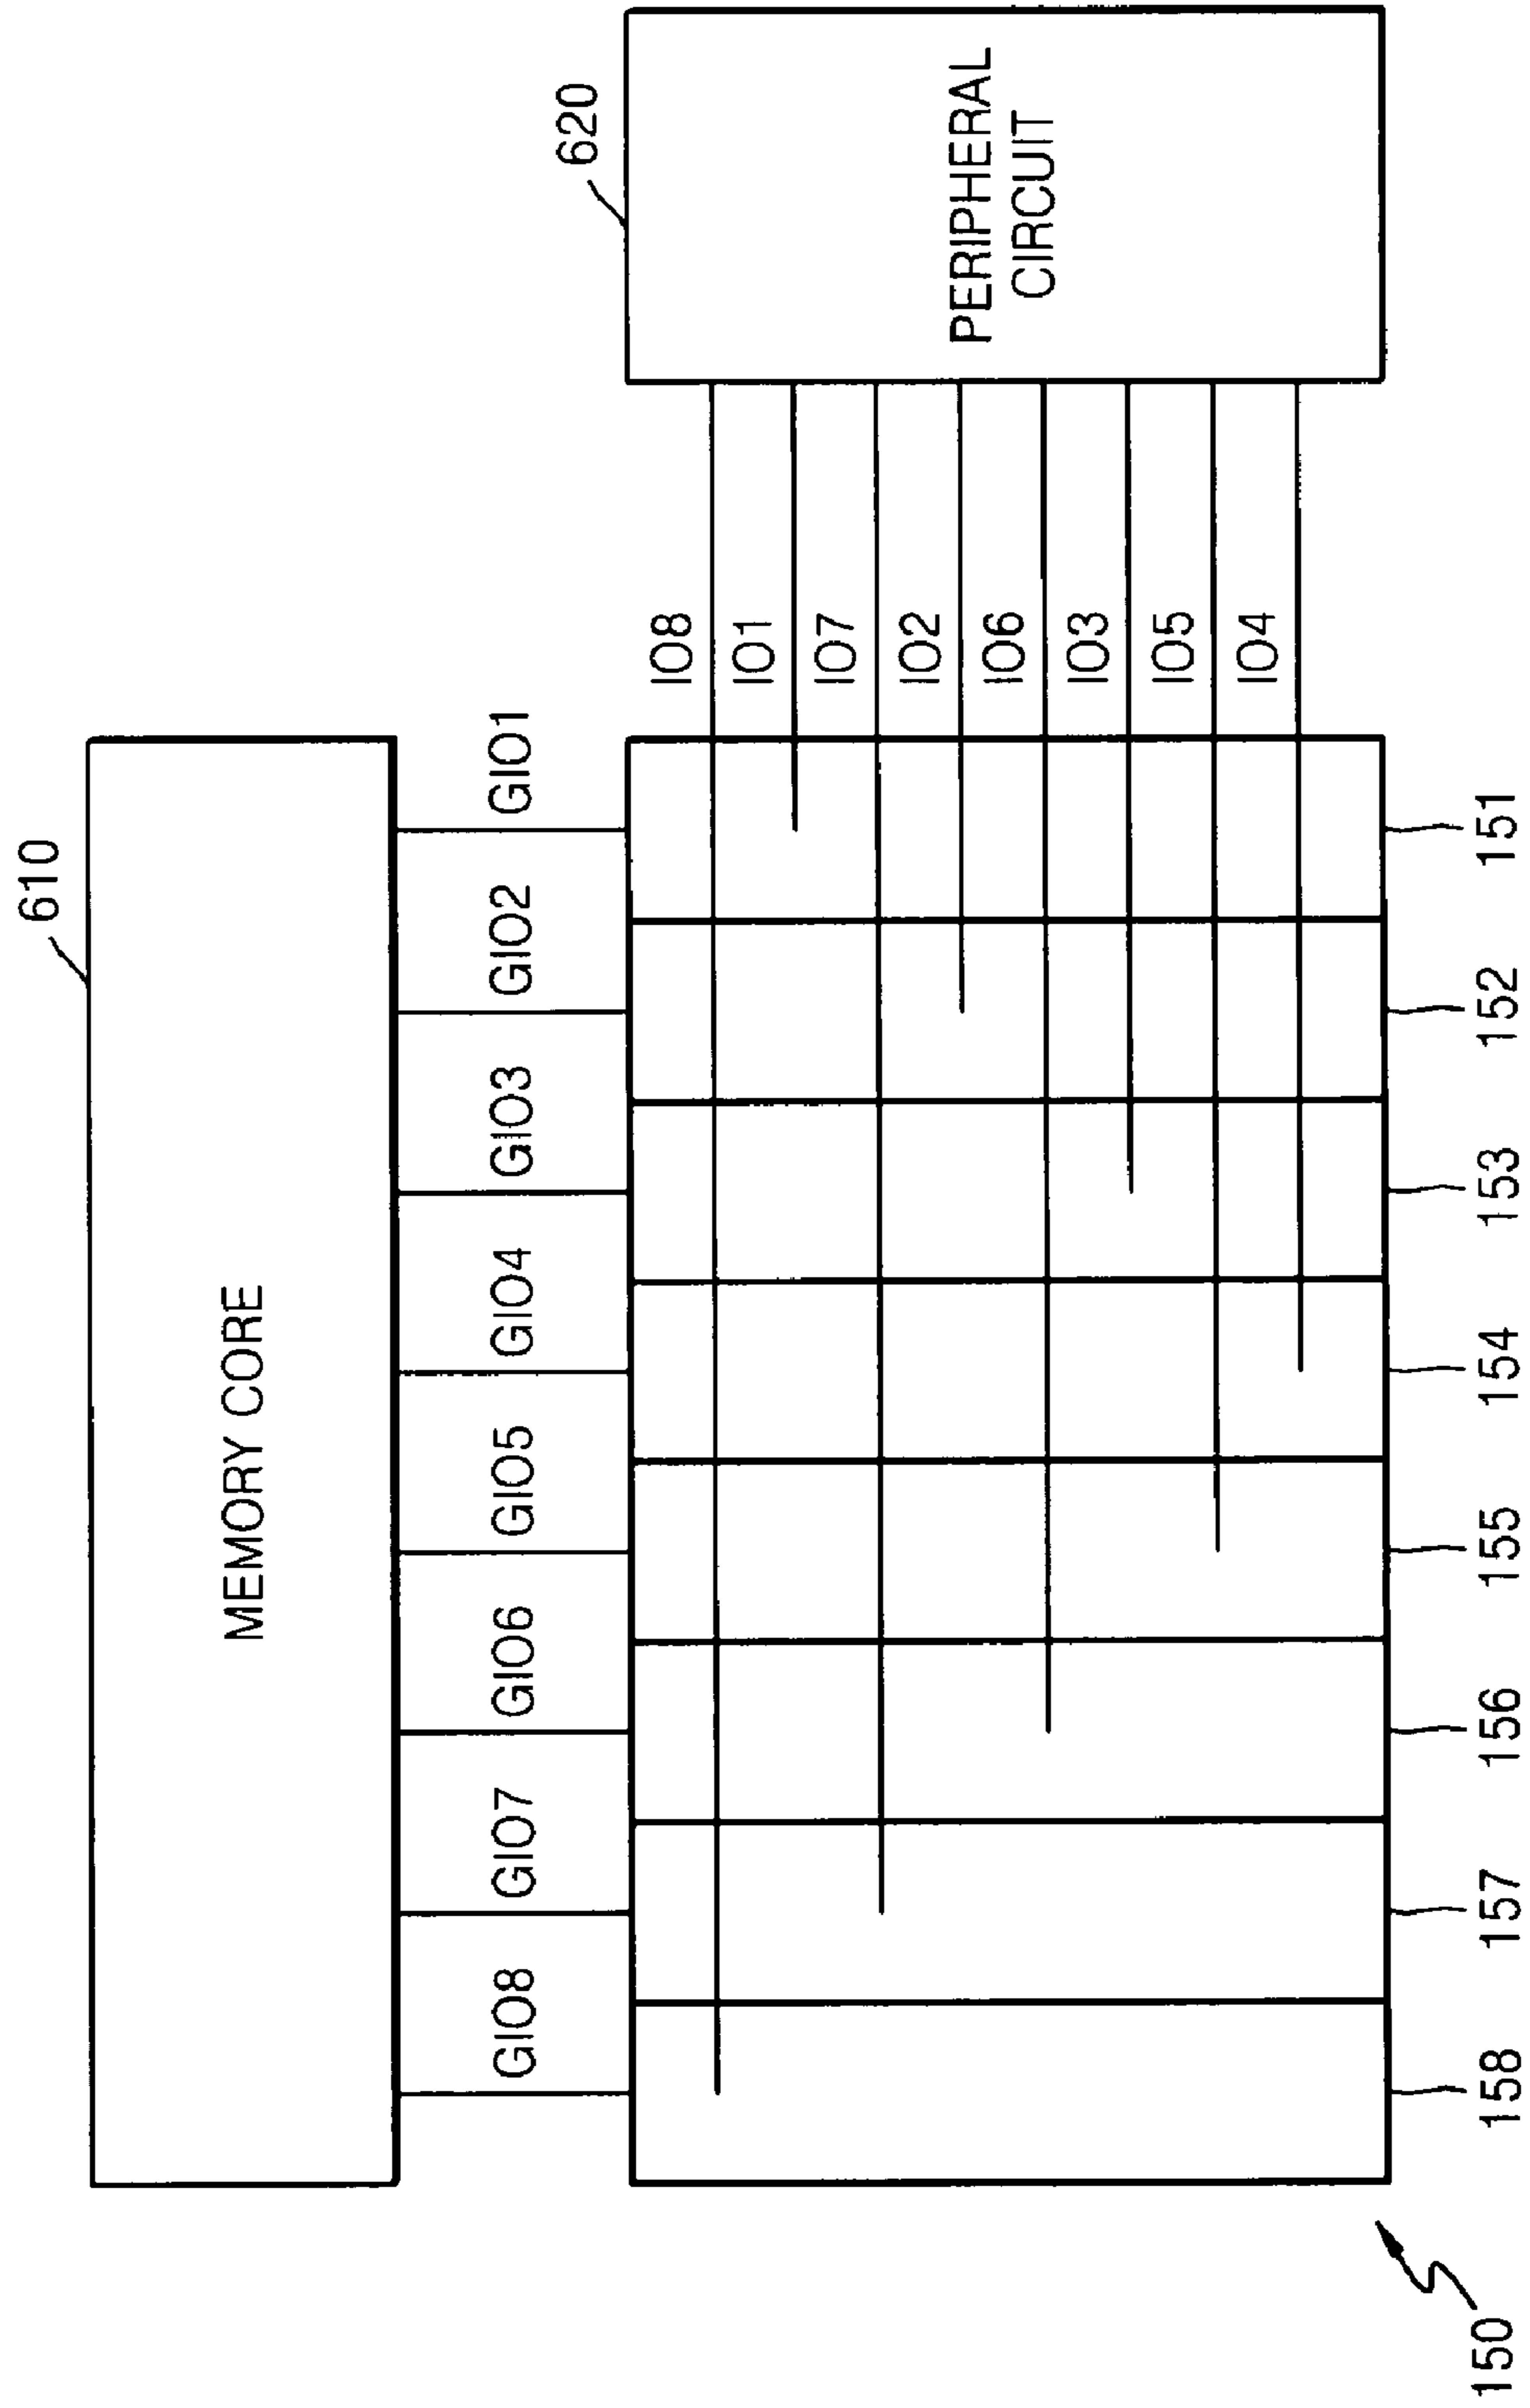 610
MEMORY CORE
GIO8
GIO7
GIO6
GIO5
GIO4
GIO3
GIO2
GIO1
620
PERIPHERAL
CIRCUIT
IO8
IO1
IO7
IO2
IO6
IO3
IO5
IO4
150
158
157
156
155
154
153
152
151